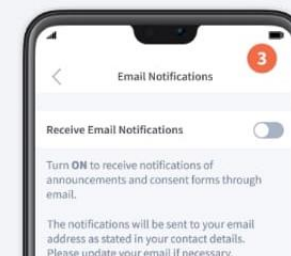 3
Email Notifications
Receive Email Notifications
Turn ON to receive notifications of
announcements and consent forms through
email.
The notifications will be sent to your email
address as stated in your contact details.
Please update your email if necessary.